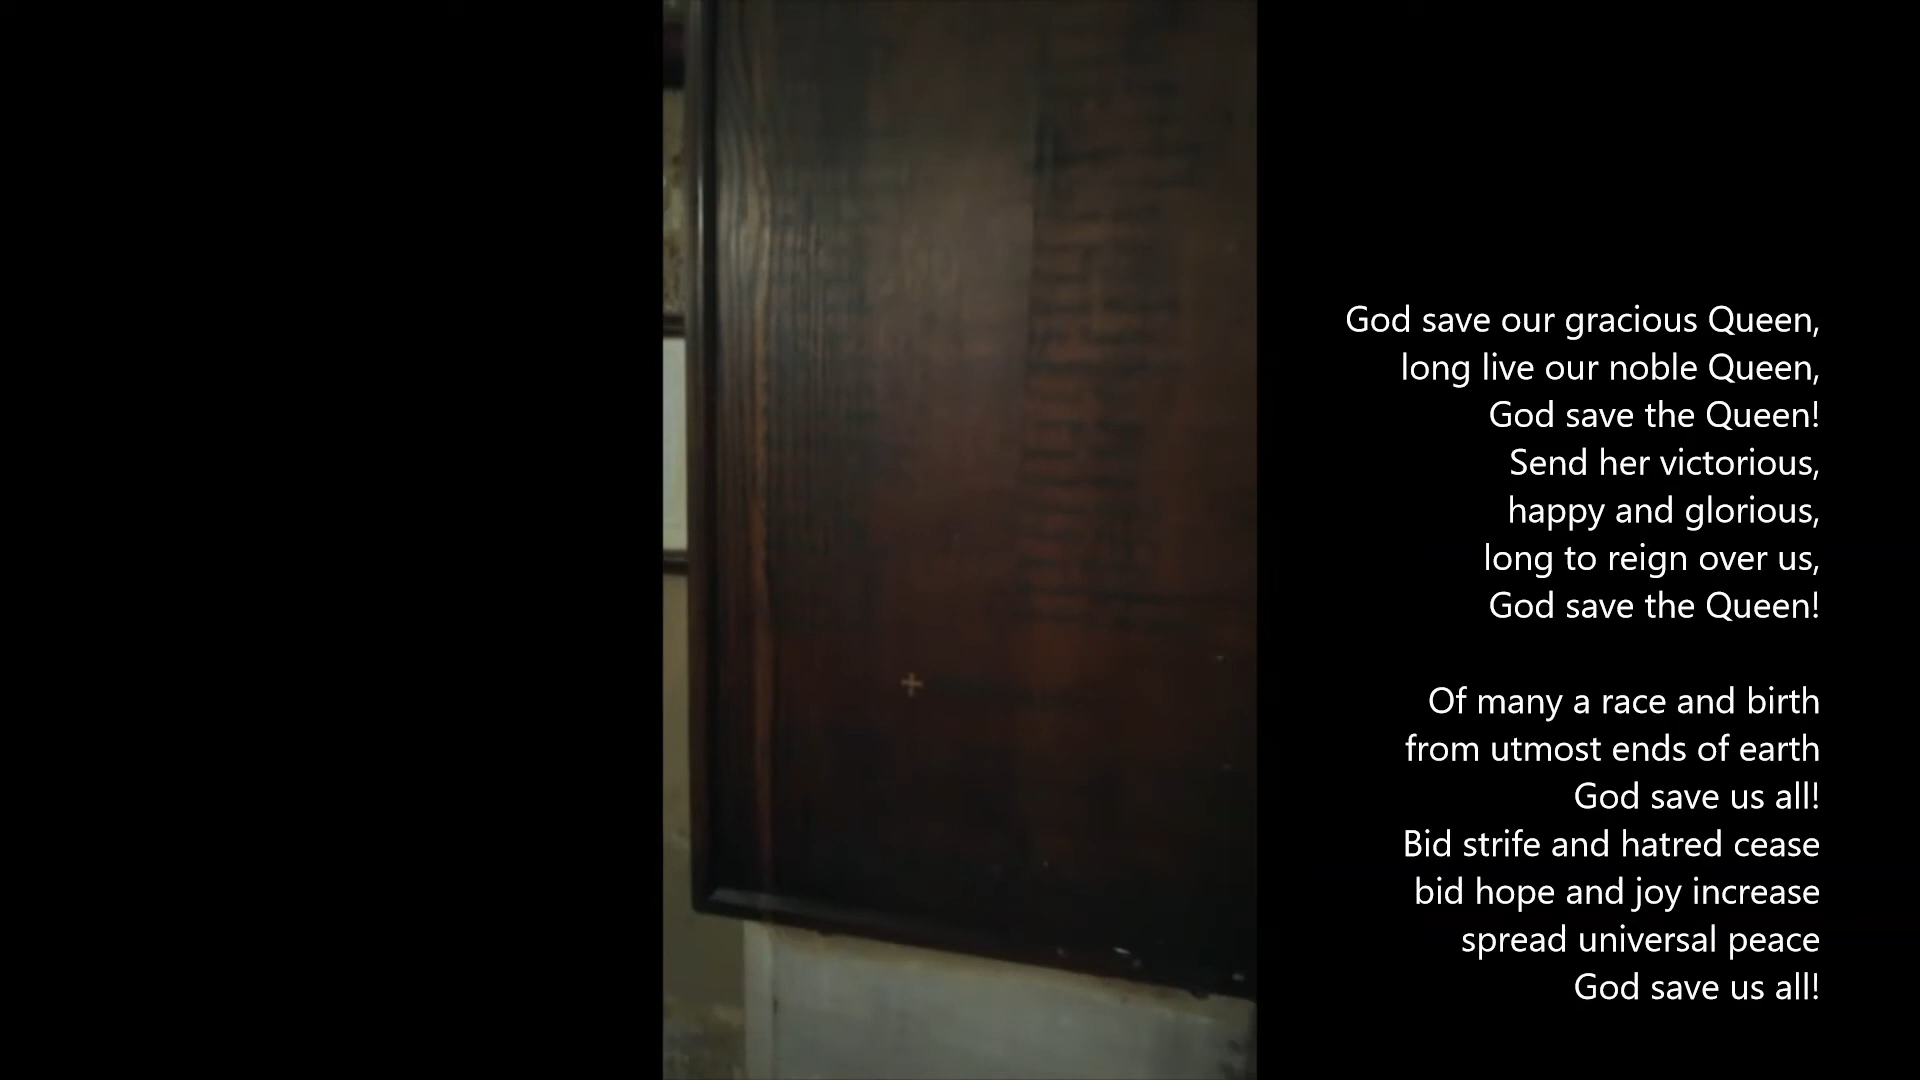 God save our gracious Queen,
long live our noble Queen,
God save the Queen!
Send her victorious,
happy and glorious,
long to reign over us,
God save the Queen!
Of many a race and birth
from utmost ends of earth
God save us all!
Bid strife and hatred cease
bid hope and joy increase
spread universal peace
God save us all!